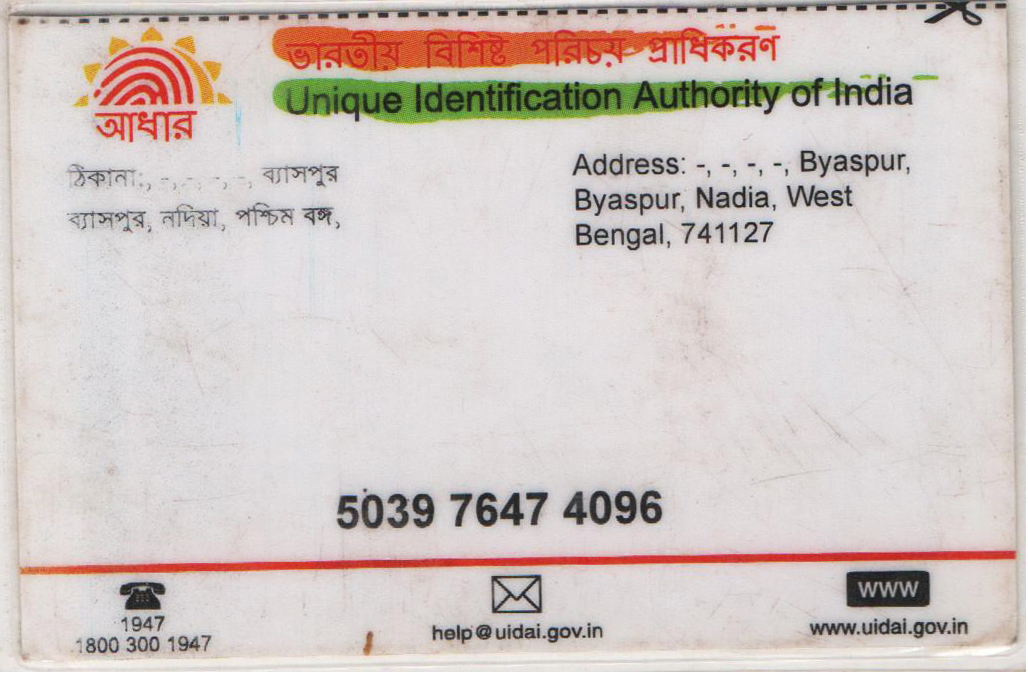 ভারতীয় বিশিষ্ট পরিচয় প্রাধিকরণ
Unique Identification Authority of India
আধার
ঠিকানা:, -, -, -, -, ব্যাসপুর
ব্যাসপুর, নদিয়া, পশ্চিম বঙ্গ,
Address: -, -, -, -, Byaspur,
Byaspur, Nadia, West
Bengal, 741127
5039 7647 4096
1947
1800 300 1947
help@uidai.gov.in
WWW
www.uidai.gov.in